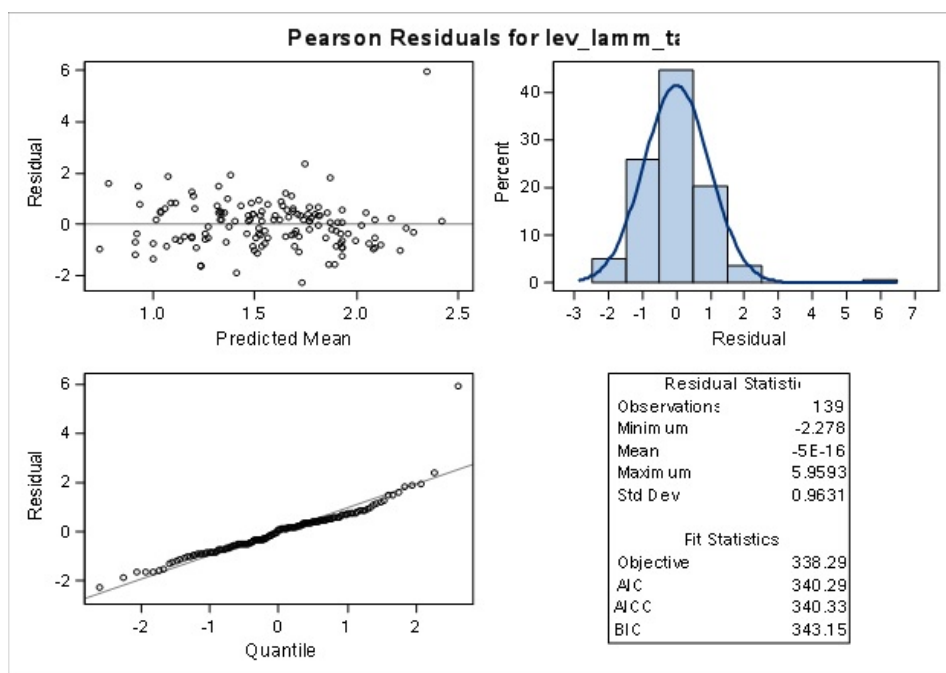 Pearson Residuals for lev_lamm_ta
6
4
2
0
-2
Residual
1.0 1.5 2.0 2.5
Predicted Mean
40
30
20
10
0
Percent
-3 -2 -1 0 1 2 3 4 5 6 7
Residual
6
4
2
0
-2
Residual
-2 -1 0 1 2
Quantile
Residual Statisti
Observations 139
Minimum -2.278
Mean -5E-16
Maximum 5.9593
Std Dev 0.9631
Fit Statistics
Objective 338.29
AIC 340.29
AICC 340.33
BIC 343.15